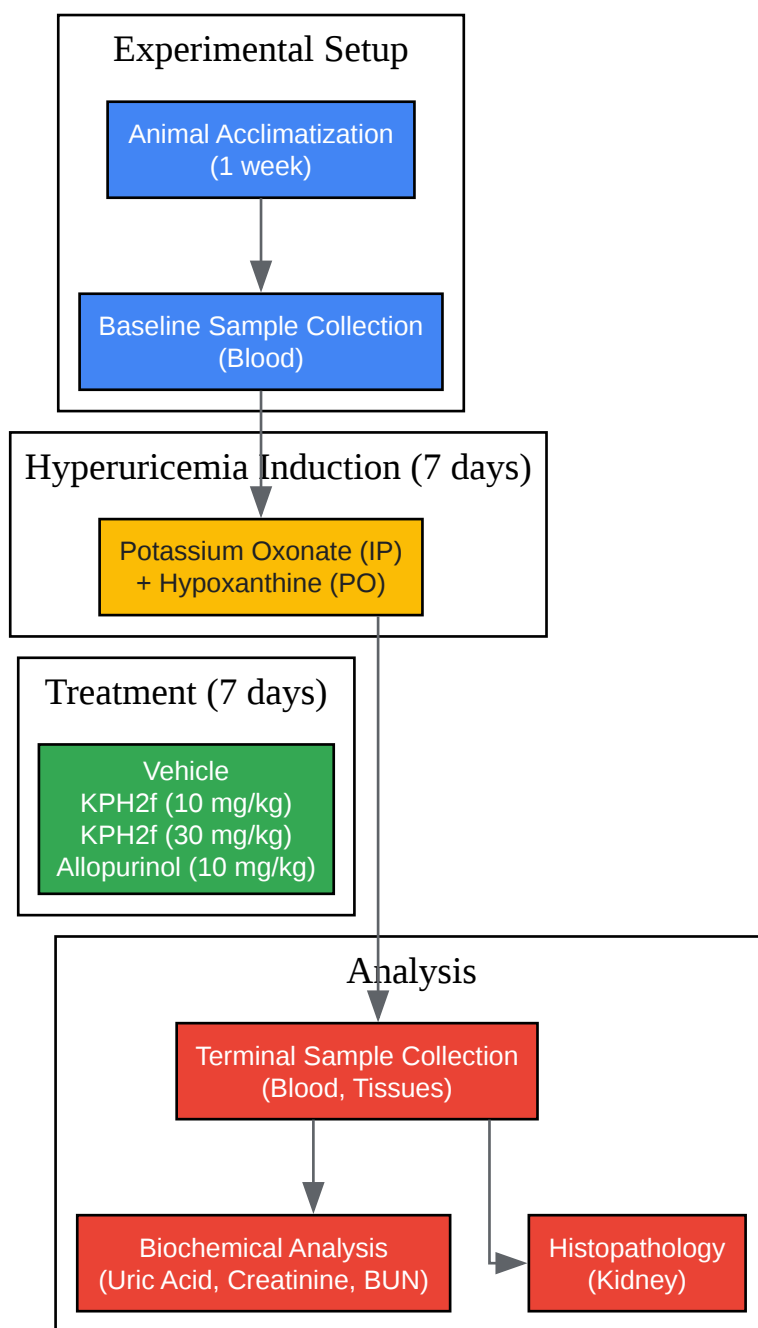 Experimental Setup
Animal Acclimatization
(1 week)
Baseline Sample Collection
(Blood)
Hyperuricemia Induction (7 days)
Potassium Oxonate (IP)
+ Hypoxanthine (PO)
Treatment (7 days)
Vehicle
KPH2f (10 mg/kg)
KPH2f (30 mg/kg)
Allopurinol (10 mg/kg)
Analysis
Terminal Sample Collection
(Blood, Tissues)
Biochemical Analysis
(Uric Acid, Creatinine, BUN)
Histopathology
(Kidney)